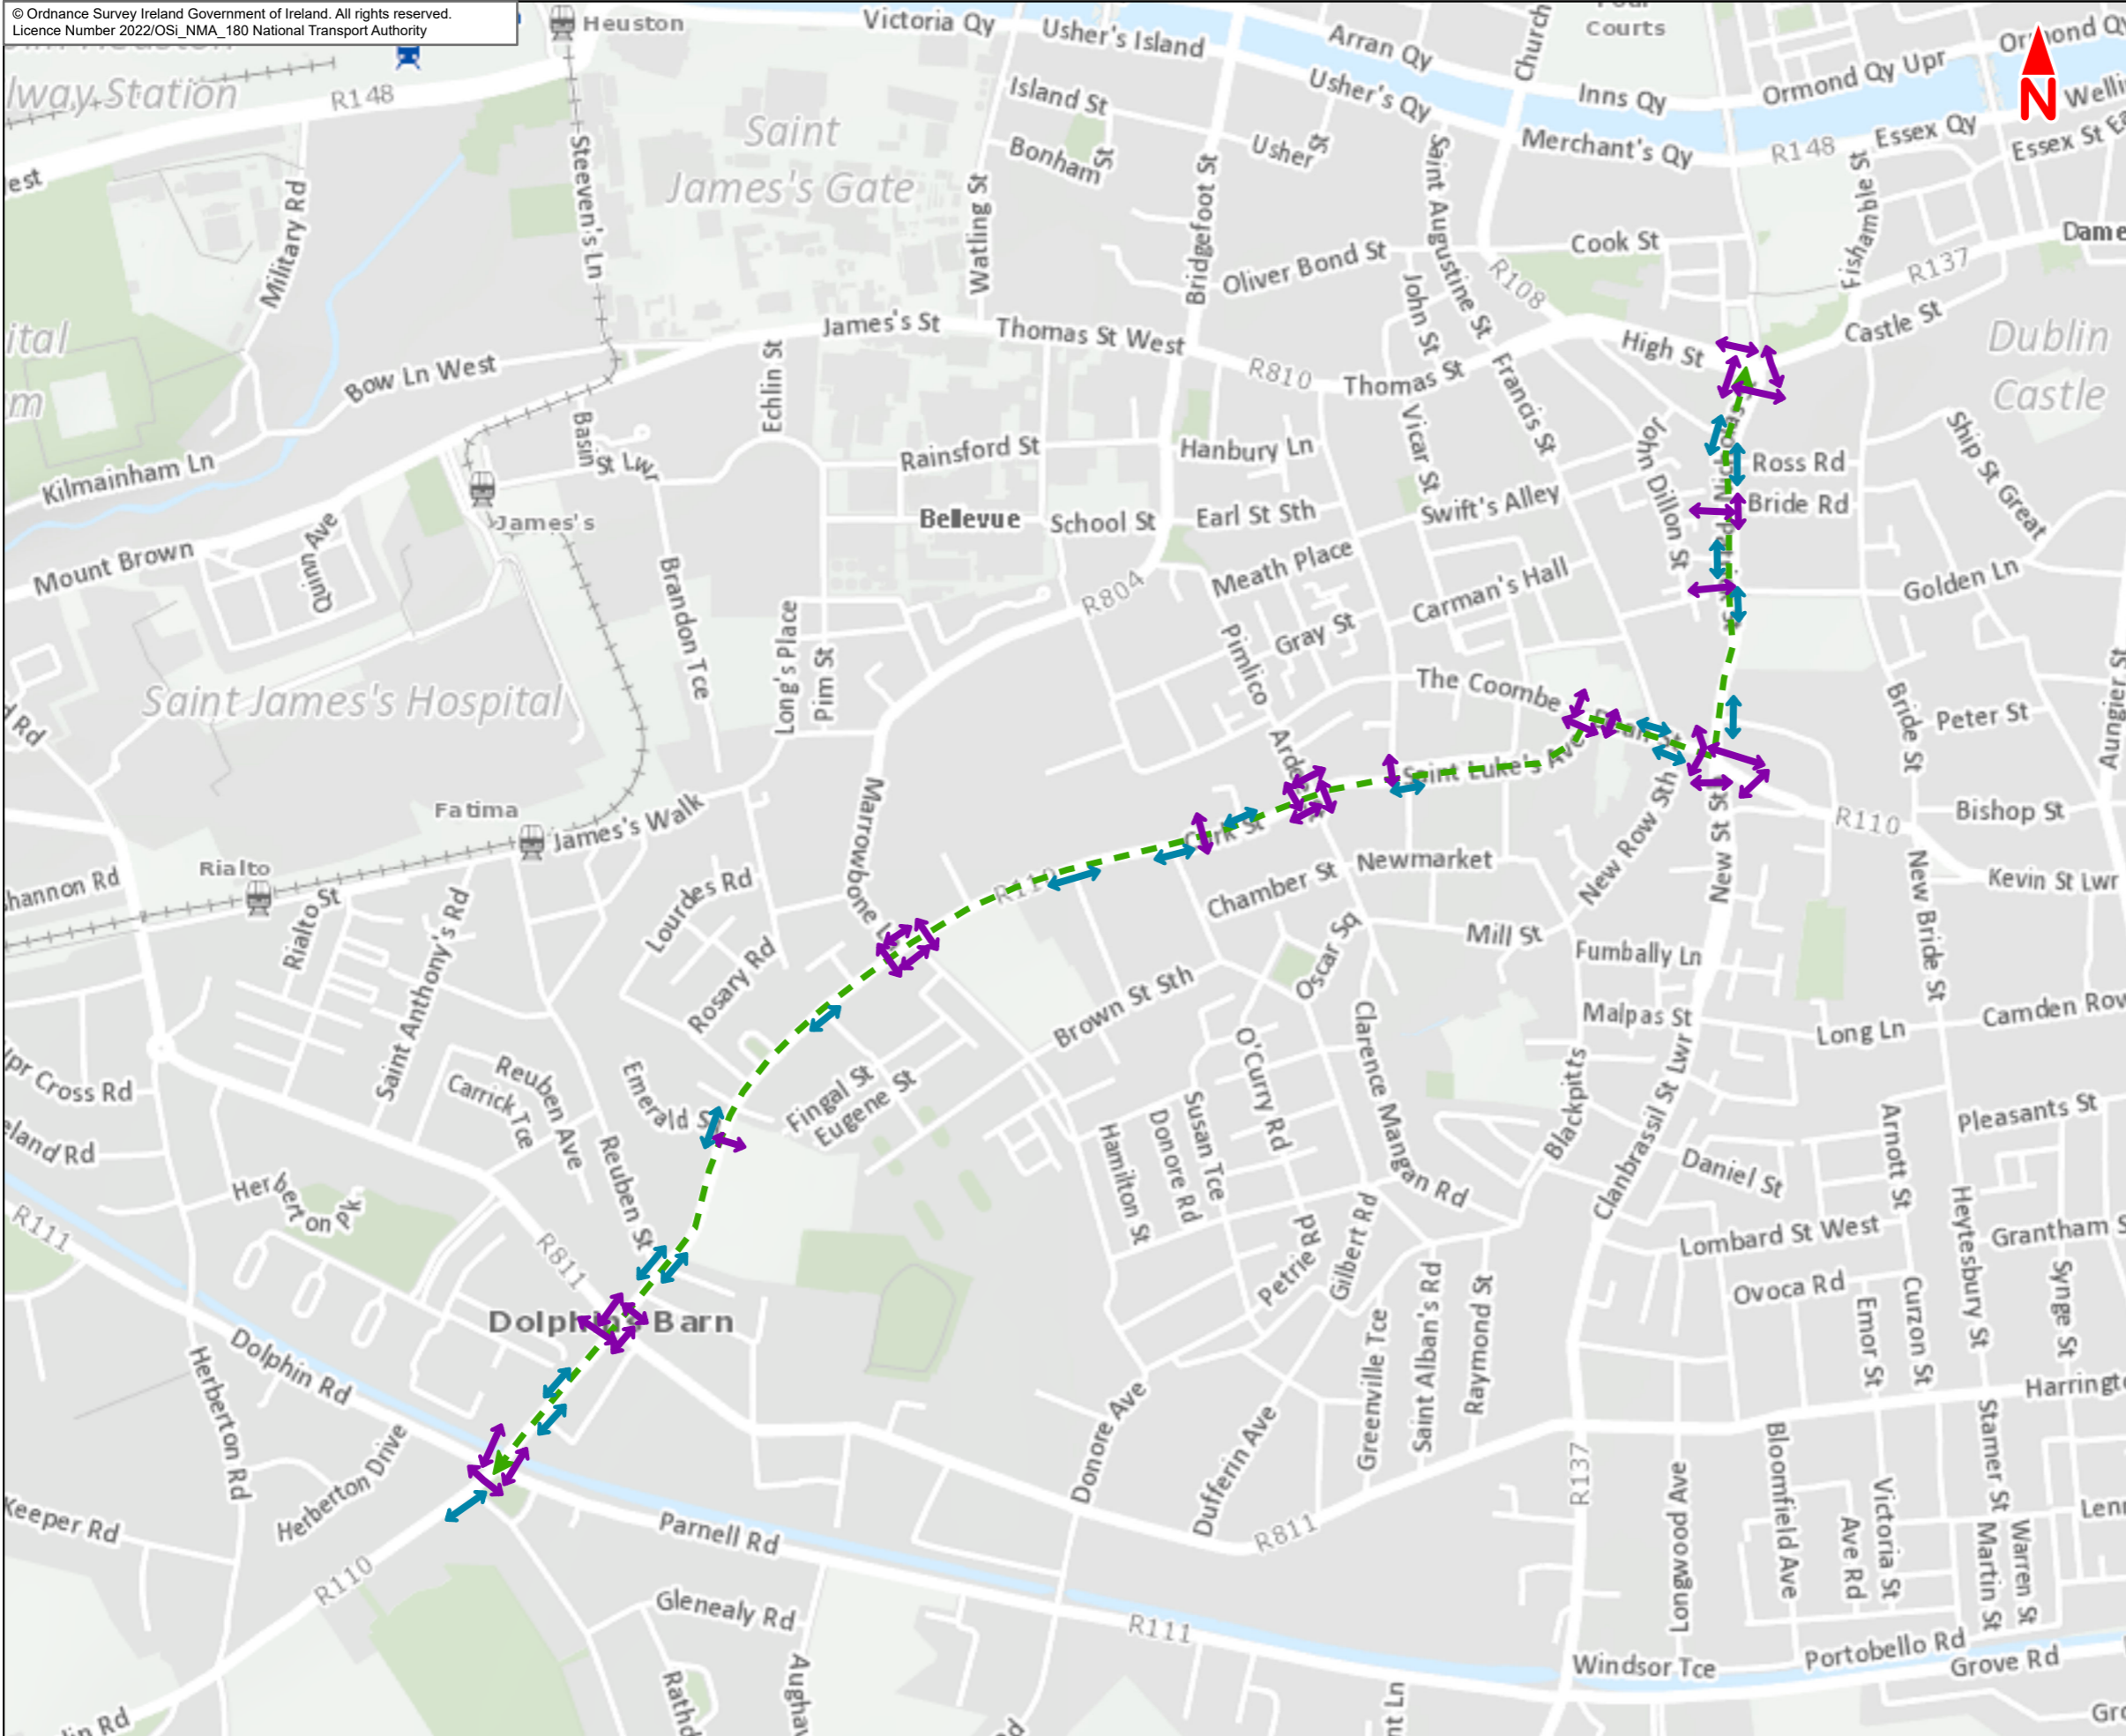 © Ordnance Survey Ireland Government of Ireland. All rights reserved.
Licence Number 2022/OSi_NMA_180 National Transport Authority
Heuston
Victoria Qy
Usher's Island
Arran Qy
Church
Courts
Inns Qy
Ormond Qy Upr
N
Usher's Qy
Merchant's Qy
R148
Essex Qy
R148
Steeven's Ln
Saint
James's Gate
Island St
Bonham St
Usher St
Watling St
Bridgefoot St
Saint Augustine St
Oliver Bond St
Cook St
Fishamble St
R137
Military Rd
R108
John St
High St
Castle St
Dublin
Castle
James's St
Thomas St West
R810
Thomas St
Francis St
Bow Ln West
Echlin St
Basin St Lwr
Kilmainham Ln
Rainsford St
Hanbury Ln
Vicar St
John Dillon St
Ross Rd
Bride Rd
Ship St Great
James's
Bellevue
School St
Earl St Sth
Swift's Alley
Mount Brown
Quinn Ave
Brandon Tce
Meath Place
Carman's Hall
Golden Ln
R804
Long's Place
Pim St
Pimlico
Gray St
Saint James's Hospital
The Coombe
Bride St
Peter St
Fatima
James's Walk
Marrowbone
Saint Luke's Ave
New Row Sth
New St Sth
R110
Bishop St
Rialto
Rialto St
Newmarket
Chamber St
Kevin St Lwr
Lourdes Rd
Rosary Rd
Oscar Sq
Mill St
Fumbally Ln
New Bride St
Saint Anthony's Rd
Brown St Sth
Malpas St
Long Ln
Reuben Ave
Carrick Tce
Emerald
Fingal St
Eugene St
O'Curry Rd
Clarence Mangan Rd
Blackpitts
Clanbrassil St Lwr
Pleasants St
Arnott St
Reuben St
Hamilton St
Donore Rd
Susan Tce
Daniel St
Herberton Pk
R111
R811
Petrie Rd
Gilbert Rd
Lombard St West
Heytesbury St
Ovoca Rd
Synge St
Dolphin's Barn
Dolphin Rd
Herberton Rd
Greenville Tce
Saint Alban's Rd
Raymond St
Emor St
Curzon St
Herberton Drive
Donore Ave
Dufferin Ave
R137
Longwood Ave
Bloomfield Ave
Victoria St
Ave Rd
Stamer St
Martin St
Warren St
Keeper Rd
Parnell Rd
R811
R110
Glenealy Rd
R111
Windsor Tce
Portobello Rd
Grove Rd